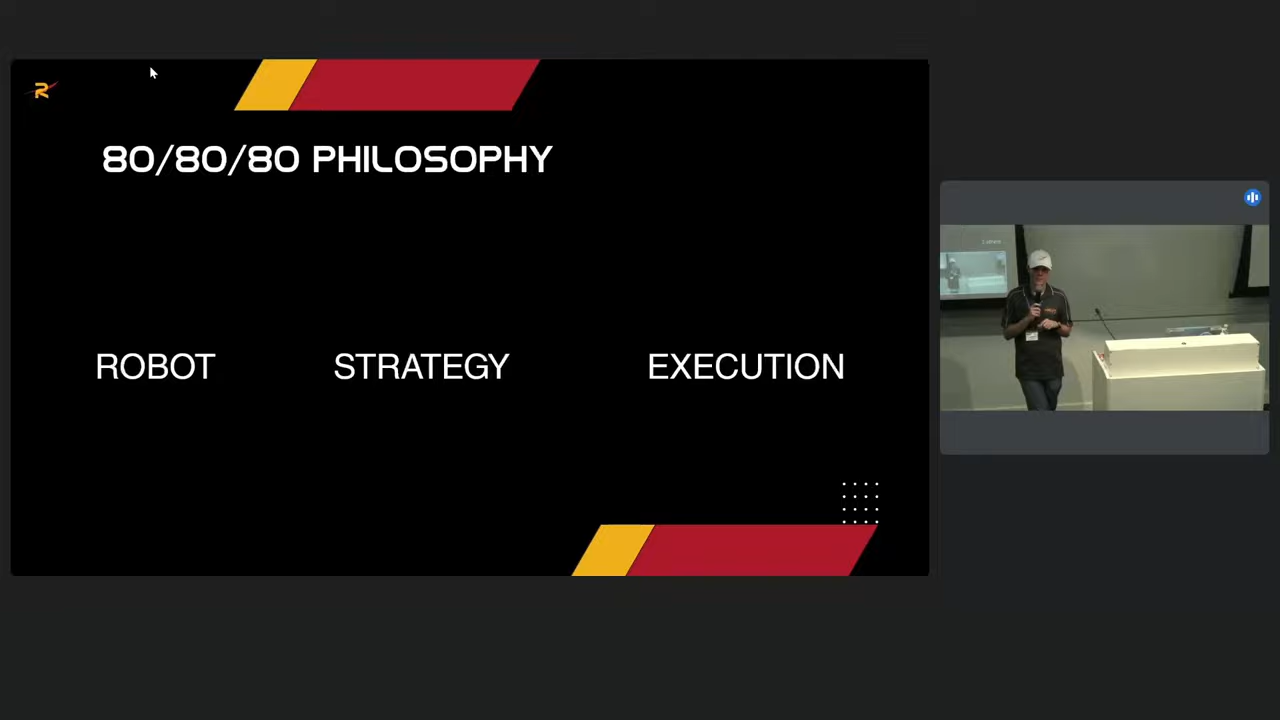 R
80/80/80 PHILOSOPHY
ROBOT
STRATEGY
EXECUTION